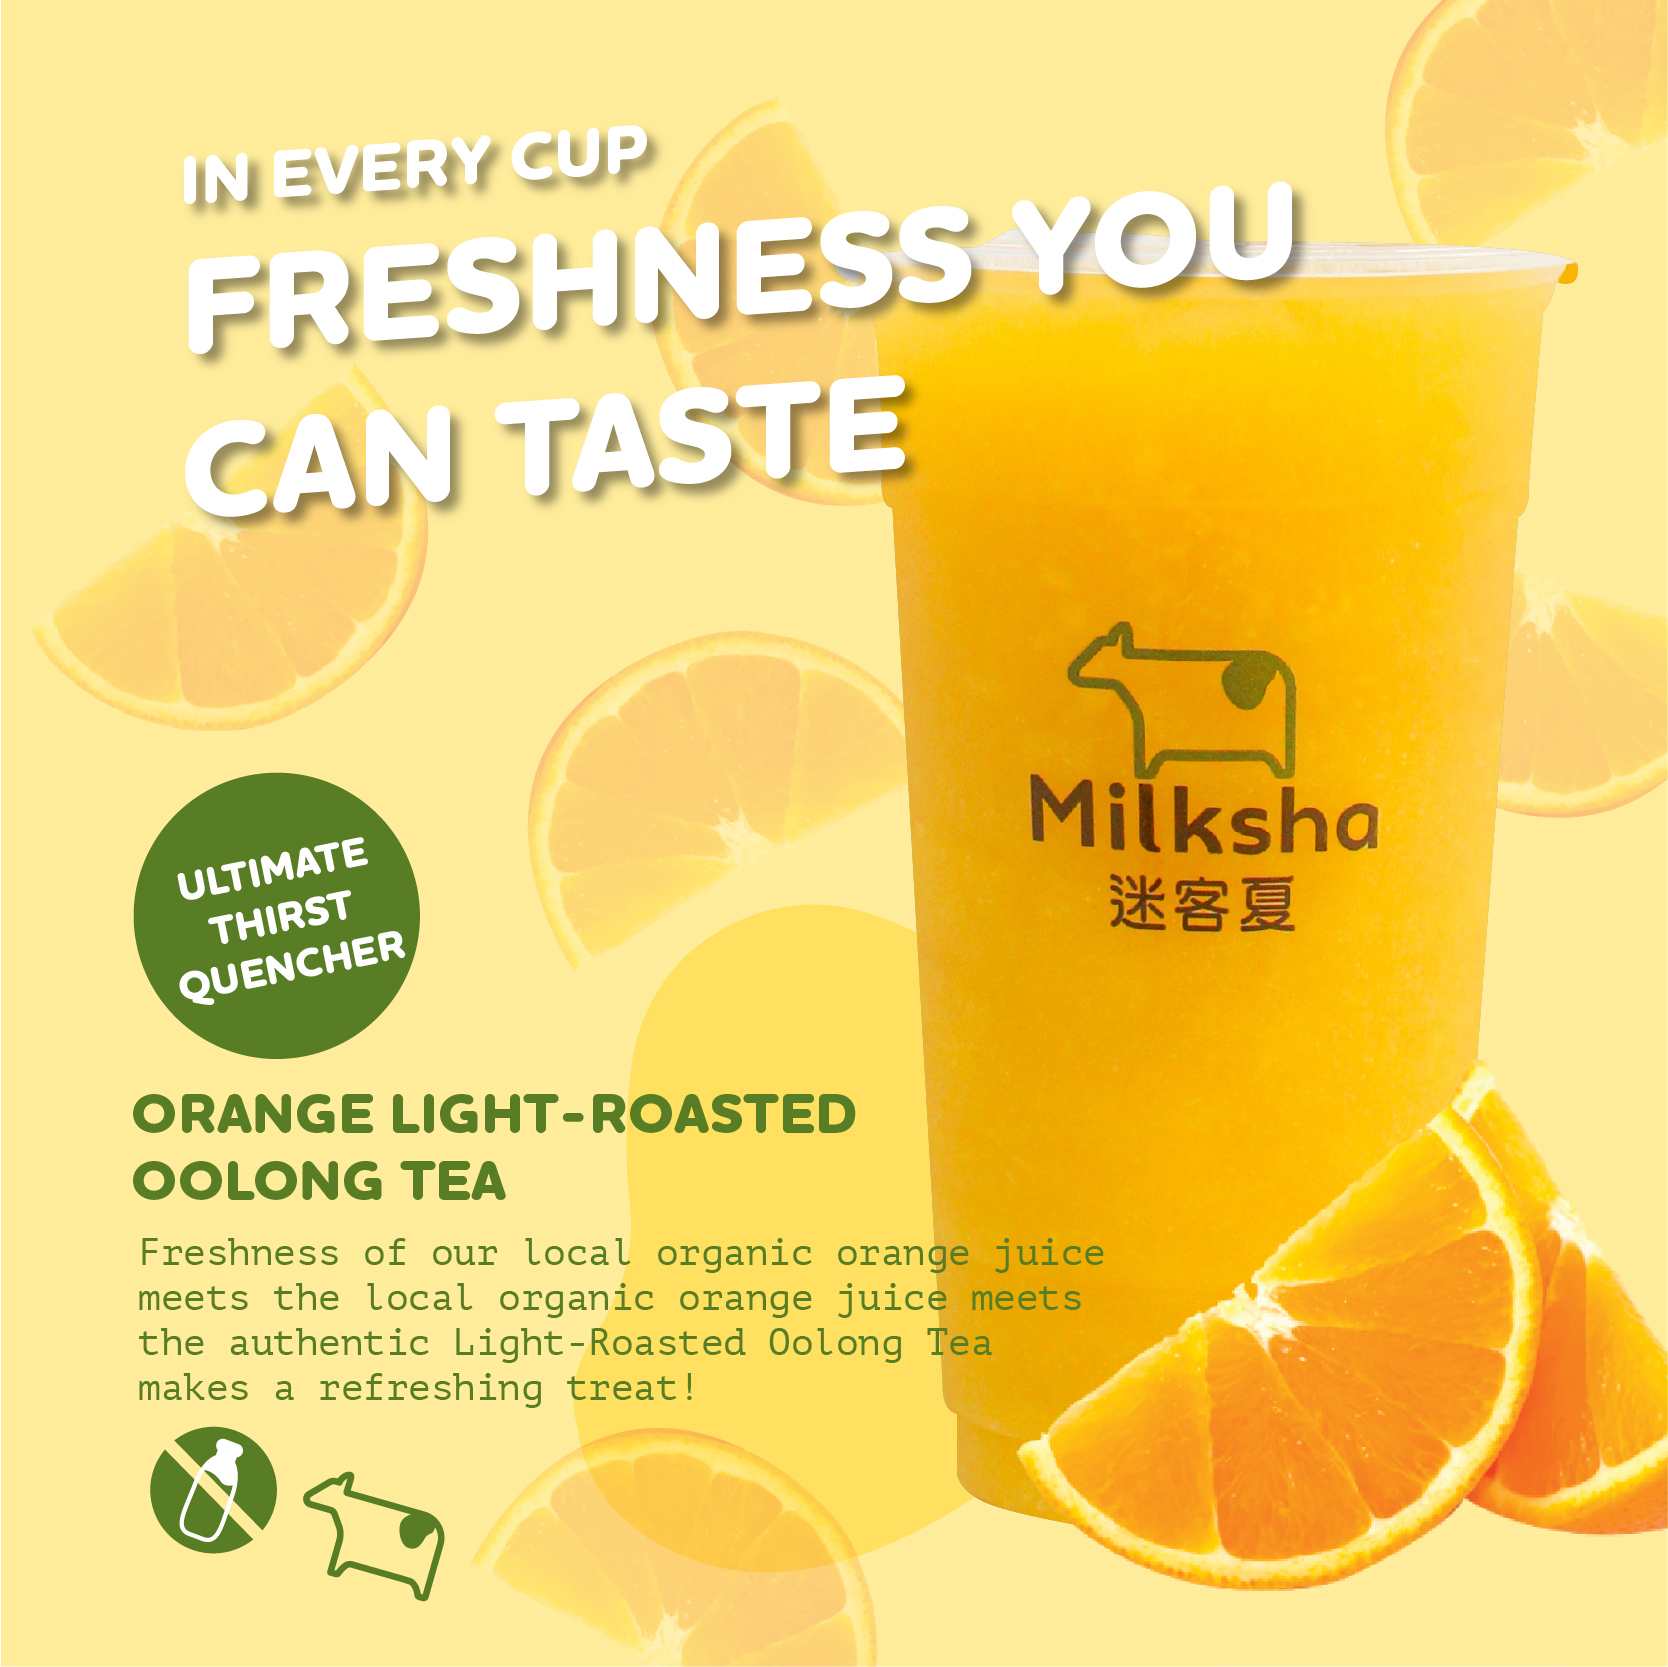 IN EVERY CUP
FRESHNESS YOU
CAN TASTE
Milksha
迷客夏
ULTIMATE
THIRST
QUENCHER
ORANGE LIGHT-ROASTED
OOLONG TEA
Freshness of our local organic orange juice
meets the local organic orange juice meets
the authentic Light-Roasted Oolong Tea
makes a refreshing treat!